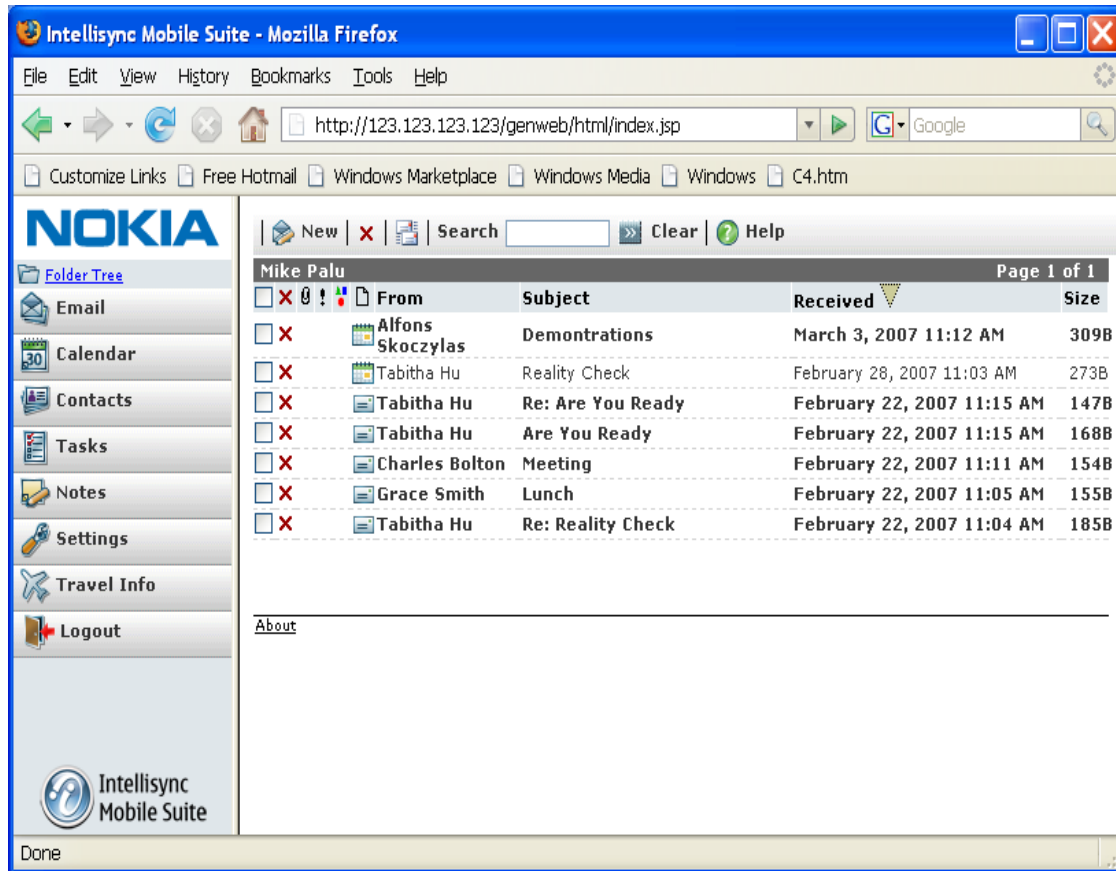 Intellisync Mobile Suite - Mozilla Firefox
File Edit View History Bookmarks Tools Help
http://123.123.123.123/genweb/html/index.jsp G Google
Customize Links Free Hotmail Windows Marketplace Windows Media Windows C4.htm
NOKIA
Folder Tree
Email
30 Calendar
Contacts
Tasks
Notes
Settings
Travel Info
Logout
Intellisync
Mobile Suite
New Search Clear Help
Mike Palu Page 1 of 1
From Subject Received Size
Alfons Skoczylas Demontrations March 3, 2007 11:12 AM 309B
Tabitha Hu Reality Check February 28, 2007 11:03 AM 273B
Tabitha Hu Re: Are You Ready February 22, 2007 11:15 AM 147B
Tabitha Hu Are You Ready February 22, 2007 11:15 AM 168B
Charles Bolton Meeting February 22, 2007 11:11 AM 154B
Grace Smith Lunch February 22, 2007 11:05 AM 155B
Tabitha Hu Re: Reality Check February 22, 2007 11:04 AM 185B
About
Done